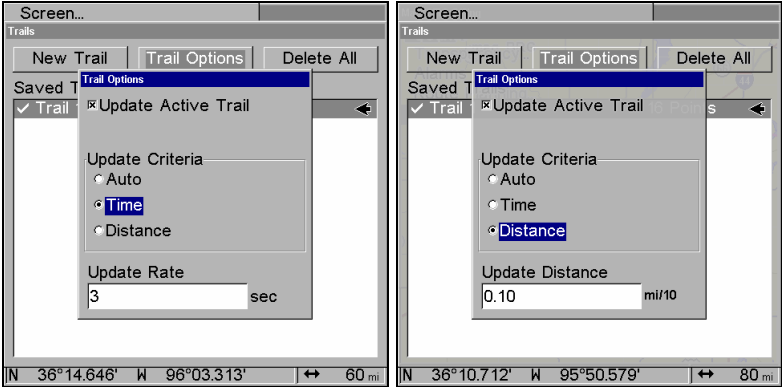 Screen...
Trails
New Trail Trail Options Delete All
Saved T
Trail Options
Trail
Update Active Trail
Update Criteria
Auto
Time
Distance
Update Rate
3 sec
N 36°14.646' W 96°03.313' ↔ 60 mi
Screen...
Trails
New Trail Trail Options Delete All
Alarms
Saved T
Trail Options
Trail
Update Active Trail
Points
Update Criteria
Auto
Time
Distance
Update Distance
0.10 mi/10
N 36°10.712' W 95°50.579' ↔ 80 mi